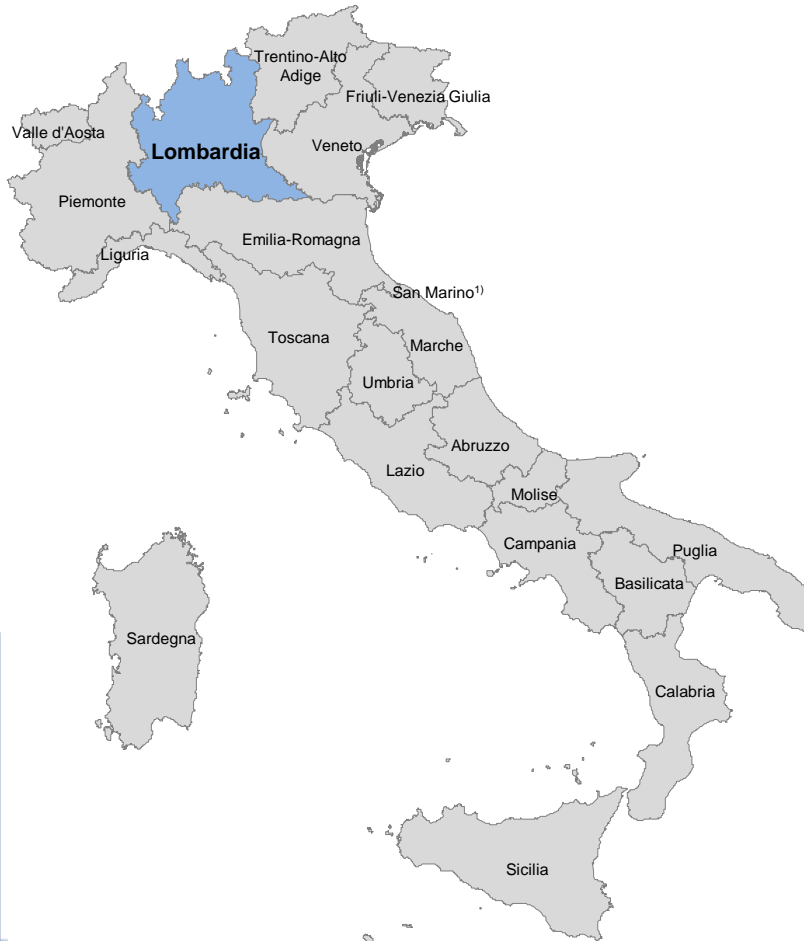 Trentino-Alto
Adige
Friuli-Venezia Giulia
Valle d'Aosta
Veneto
Lombardia
Piemonte
Emilia-Romagna
Liguria
San Marino¹⁾
Toscana
Marche
Umbria
Abruzzo
Lazio
Molise
Campania
Puglia
Basilicata
Sardegna
Calabria
Sicilia